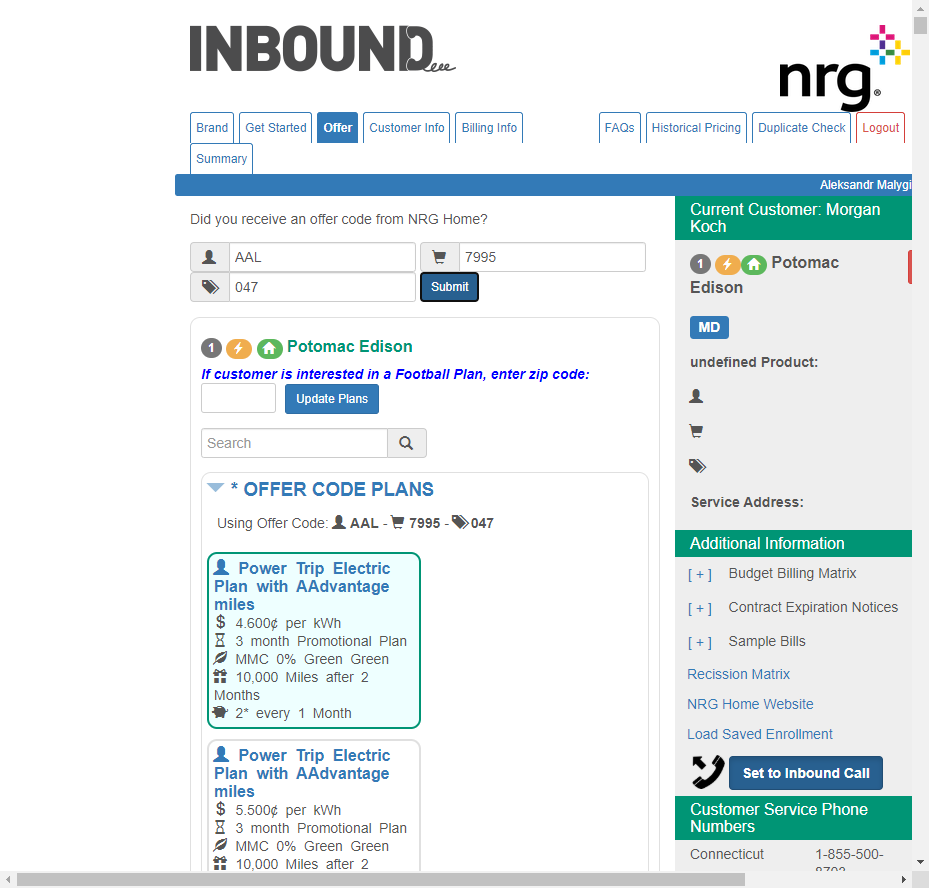 INBOUND
nrg
Brand
Get Started
Offer
Customer Info
Billing Info
FAQs
Historical Pricing
Duplicate Check
Logout
Summary
Aleksandr Malygi
Did you receive an offer code from NRG Home?
AAL
7995
047
Submit
1 Potomac Edison
If customer is interested in a Football Plan, enter zip code:
Update Plans
Search
* OFFER CODE PLANS
Using Offer Code: AAL - 7995 - 047
Power Trip Electric
Plan with AAdvantage
miles
$ 4.600¢ per kWh
3 month Promotional Plan
MMC 0% Green Green
10,000 Miles after 2
Months
2* every 1 Month
Power Trip Electric
Plan with AAdvantage
miles
$ 5.500¢ per kWh
3 month Promotional Plan
MMC 0% Green Green
10,000 Miles after 2
Current Customer: Morgan
Koch
1 Potomac
Edison
MD
undefined Product:
Service Address:
Additional Information
[ + ] Budget Billing Matrix
[ + ] Contract Expiration Notices
[ + ] Sample Bills
Recission Matrix
NRG Home Website
Load Saved Enrollment
Set to Inbound Call
Customer Service Phone
Numbers
Connecticut 1-855-500-